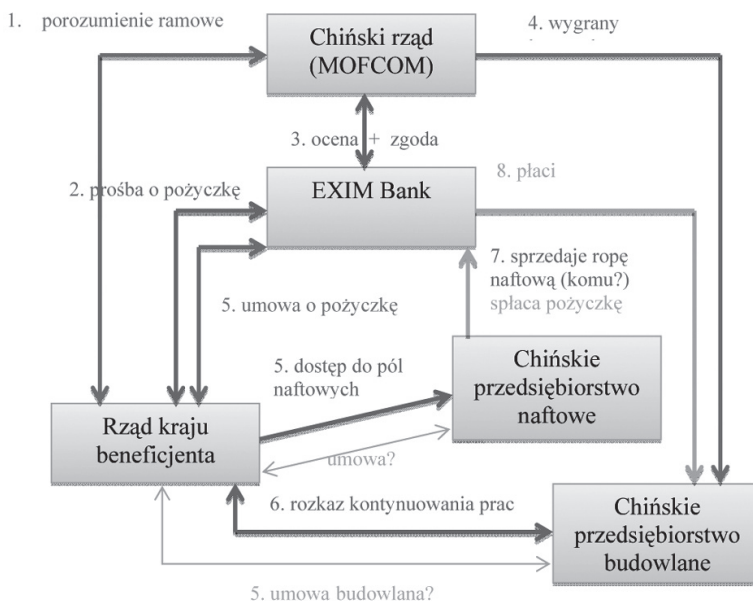 1. porozumienie ramowe
Chiński rząd
(MOFCOM)
4. wygrany
3. ocena + zgoda
2. prośba o pożyczkę
EXIM Bank
8. płaci
7. sprzedaje ropę
naftową (komu?)
spłaca pożyczkę
5. umowa o pożyczkę
5. dostęp do pól
naftowych
Chińskie
przedsiębiorstwo
naftowe
Rząd kraju
beneficjenta
umowa?
6. rozkaz kontynuowania prac
Chińskie
przedsiębiorstwo
budowlane
5. umowa budowlana?